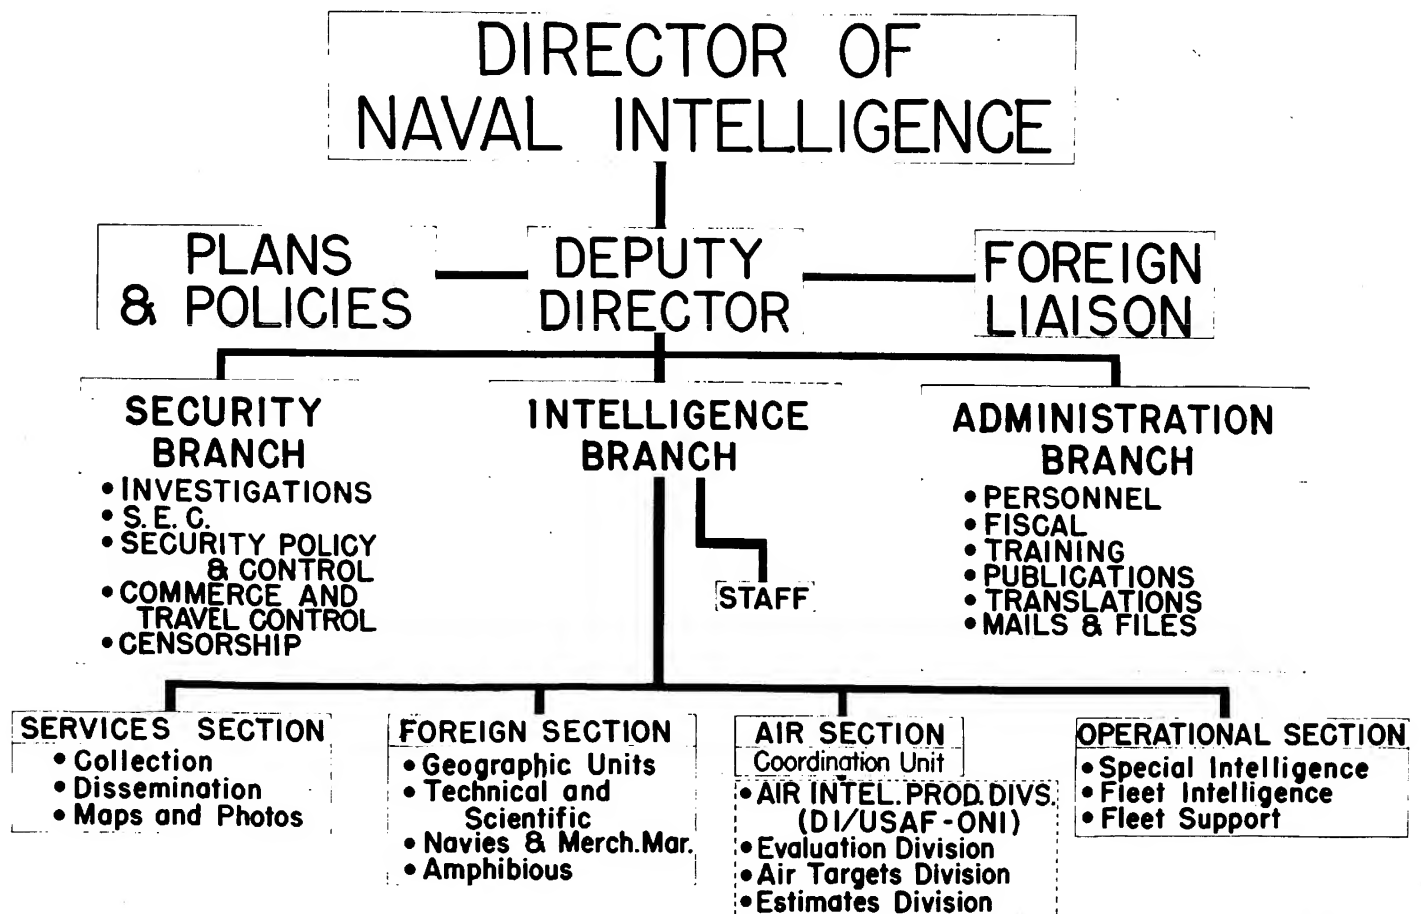 DIRECTOR OF
NAVAL INTELLIGENCE
PLANS
& POLICIES
DEPUTY
DIRECTOR
FOREIGN
LIAISON
SECURITY
BRANCH
• INVESTIGATIONS
• S. E. C.
• SECURITY POLICY
& CONTROL
• COMMERCE AND
TRAVEL CONTROL
• CENSORSHIP
INTELLIGENCE
BRANCH
STAFF
ADMINISTRATION
BRANCH
• PERSONNEL
• FISCAL
• TRAINING
• PUBLICATIONS
• TRANSLATIONS
• MAILS & FILES
SERVICES SECTION
• Collection
• Dissemination
• Maps and Photos
FOREIGN SECTION
• Geographic Units
• Technical and
Scientific
• Navies & Merch.Mar.
• Amphibious
AIR SECTION
Coordination Unit
• AIR INTEL.PROD.DIVS.
(DI/USAF-ONI)
• Evaluation Division
• Air Targets Division
• Estimates Division
OPERATIONAL SECTION
• Special Intelligence
• Fleet Intelligence
• Fleet Support